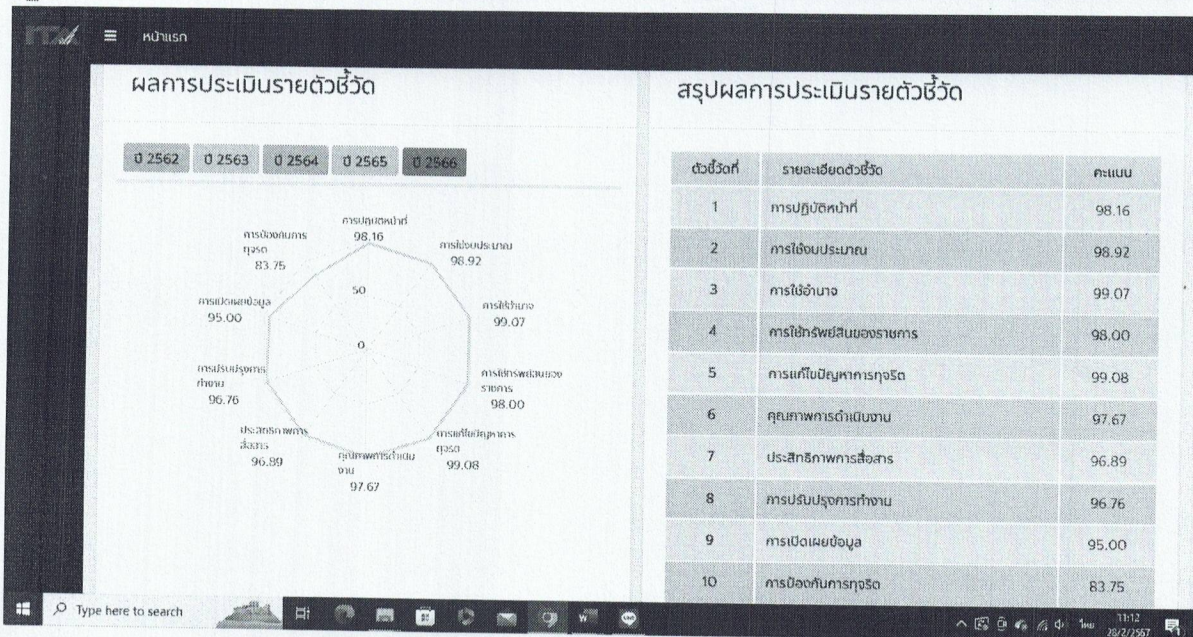 ITA
หน้าแรก
ผลการประเมินรายตัวชี้วัด
ปี 2562 ปี 2563 ปี 2564 ปี 2565 ปี 2566
การปฏิบัติหน้าที่
98.16
การใช้งบประมาณ
98.92
การใช้อำนาจ
99.07
การใช้ทรัพย์สินของ
ราชการ
98.00
การแก้ไขปัญหาการ
ทุจริต
99.08
คุณภาพการดำเนิน
งาน
97.67
ประสิทธิภาพการ
สื่อสาร
96.89
การปรับปรุงการ
ทำงาน
96.76
การเปิดเผยข้อมูล
95.00
การป้องกันการ
ทุจริต
83.75
50
0
สรุปผลการประเมินรายตัวชี้วัด
ตัวชี้วัดที่ รายละเอียดตัวชี้วัด คะแนน
1 การปฏิบัติหน้าที่ 98.16
2 การใช้งบประมาณ 98.92
3 การใช้อำนาจ 99.07
4 การใช้ทรัพย์สินของราชการ 98.00
5 การแก้ไขปัญหาการทุจริต 99.08
6 คุณภาพการดำเนินงาน 97.67
7 ประสิทธิภาพการสื่อสาร 96.89
8 การปรับปรุงการทำงาน 96.76
9 การเปิดเผยข้อมูล 95.00
10 การป้องกันการทุจริต 83.75
Type here to search
ไทย
11:12
28/2/2567